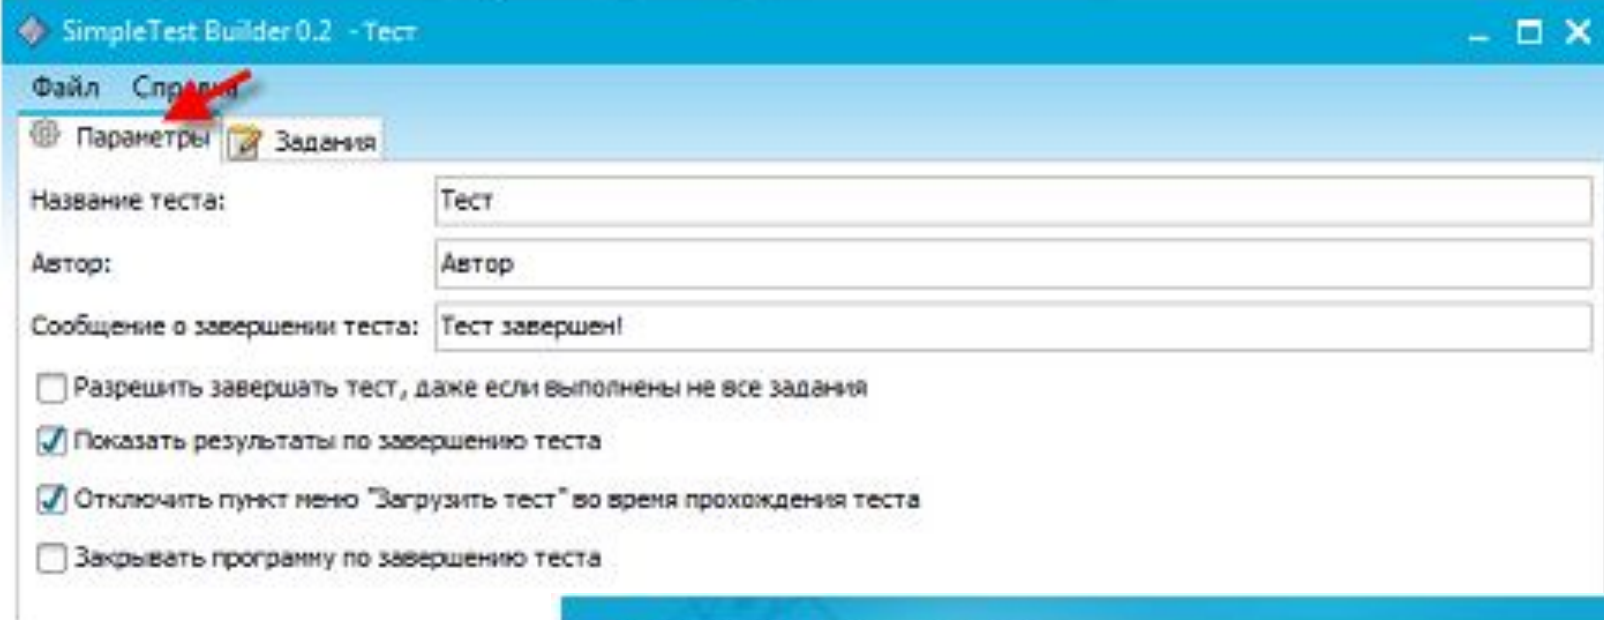 SimpleTest Builder 0.2 - Тест
Файл Справка
Параметры Задания
Название теста: Тест
Автор: Автор
Сообщение о завершении теста: Тест завершен!
Разрешить завершать тест, даже если выполнены не все задания
Показать результаты по завершению теста
Отключить пункт меню "Загрузить тест" во время прохождения теста
Закрывать программу по завершению теста